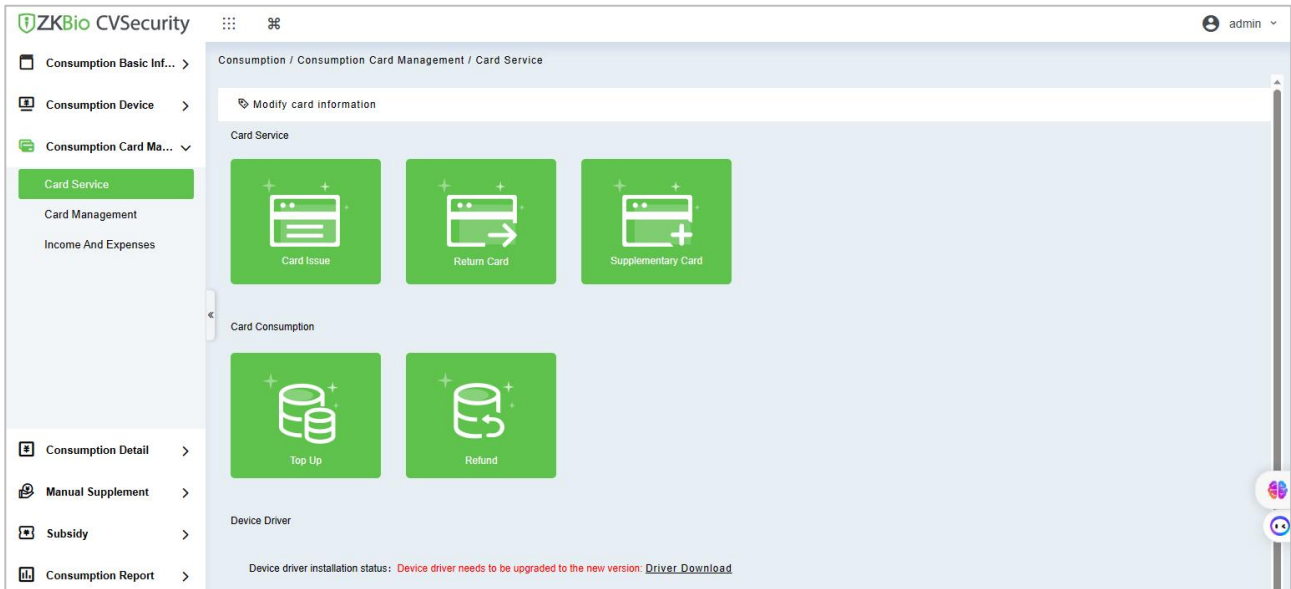 ZKBio CVSecurity
admin
Consumption Basic Inf...
Consumption Device
Consumption Card Ma...
Card Service
Card Management
Income And Expenses
Consumption Detail
Manual Supplement
Subsidy
Consumption Report
Consumption / Consumption Card Management / Card Service
Modify card information
Card Service
Card Issue
Return Card
Supplementary Card
Card Consumption
Top Up
Refund
Device Driver
Device driver installation status: Device driver needs to be upgraded to the new version: Driver Download